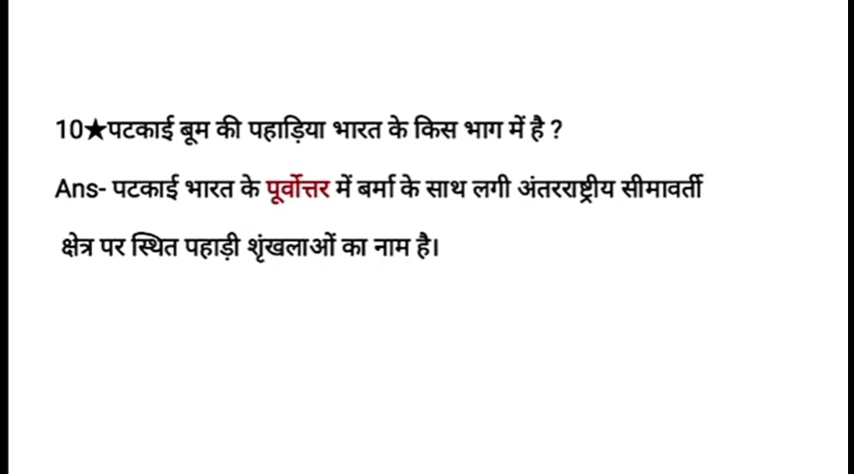 10★पटकाई बूम की पहाड़िया भारत के किस भाग में है ?
Ans- पटकाई भारत के पूर्वोत्तर में बर्मा के साथ लगी अंतरराष्ट्रीय सीमावर्ती
क्षेत्र पर स्थित पहाड़ी शृंखलाओं का नाम है।